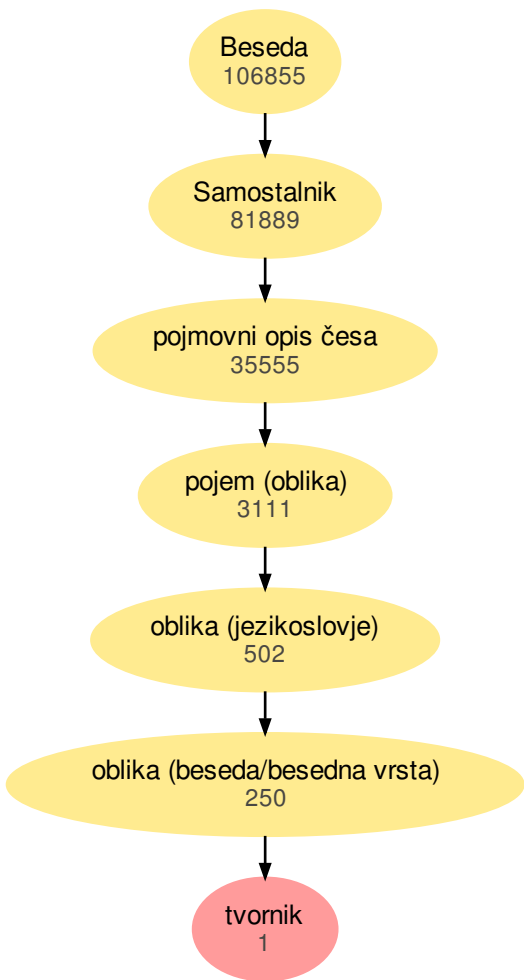 Beseda
106855
Samostalnik
81889
pojmovni opis česa
35555
pojem (oblika)
3111
oblika (jezikoslovje)
502
oblika (beseda/besedna vrsta)
250
tvornik
1